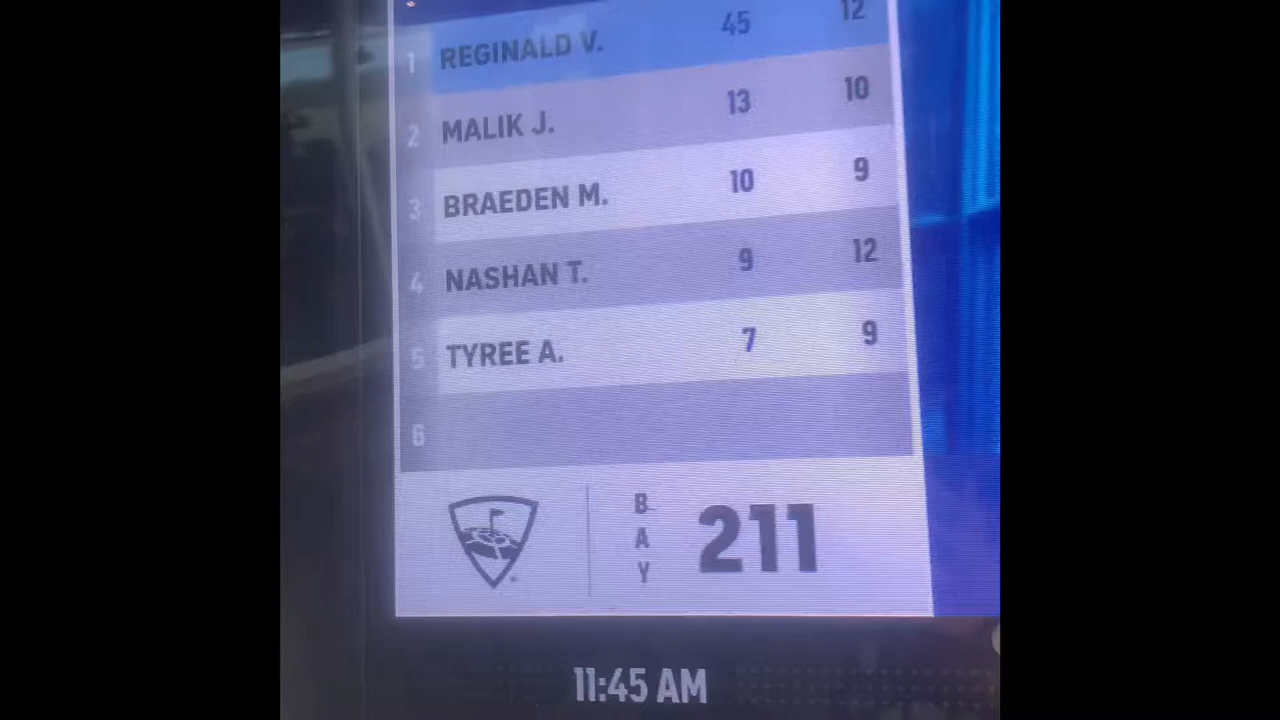 1 REGINALD V. 45 12
2 MALIK J. 13 10
3 BRAEDEN M. 10 9
4 NASHAN T. 9 12
5 TYREE A. 7 9
6
BAY 211
11:45 AM